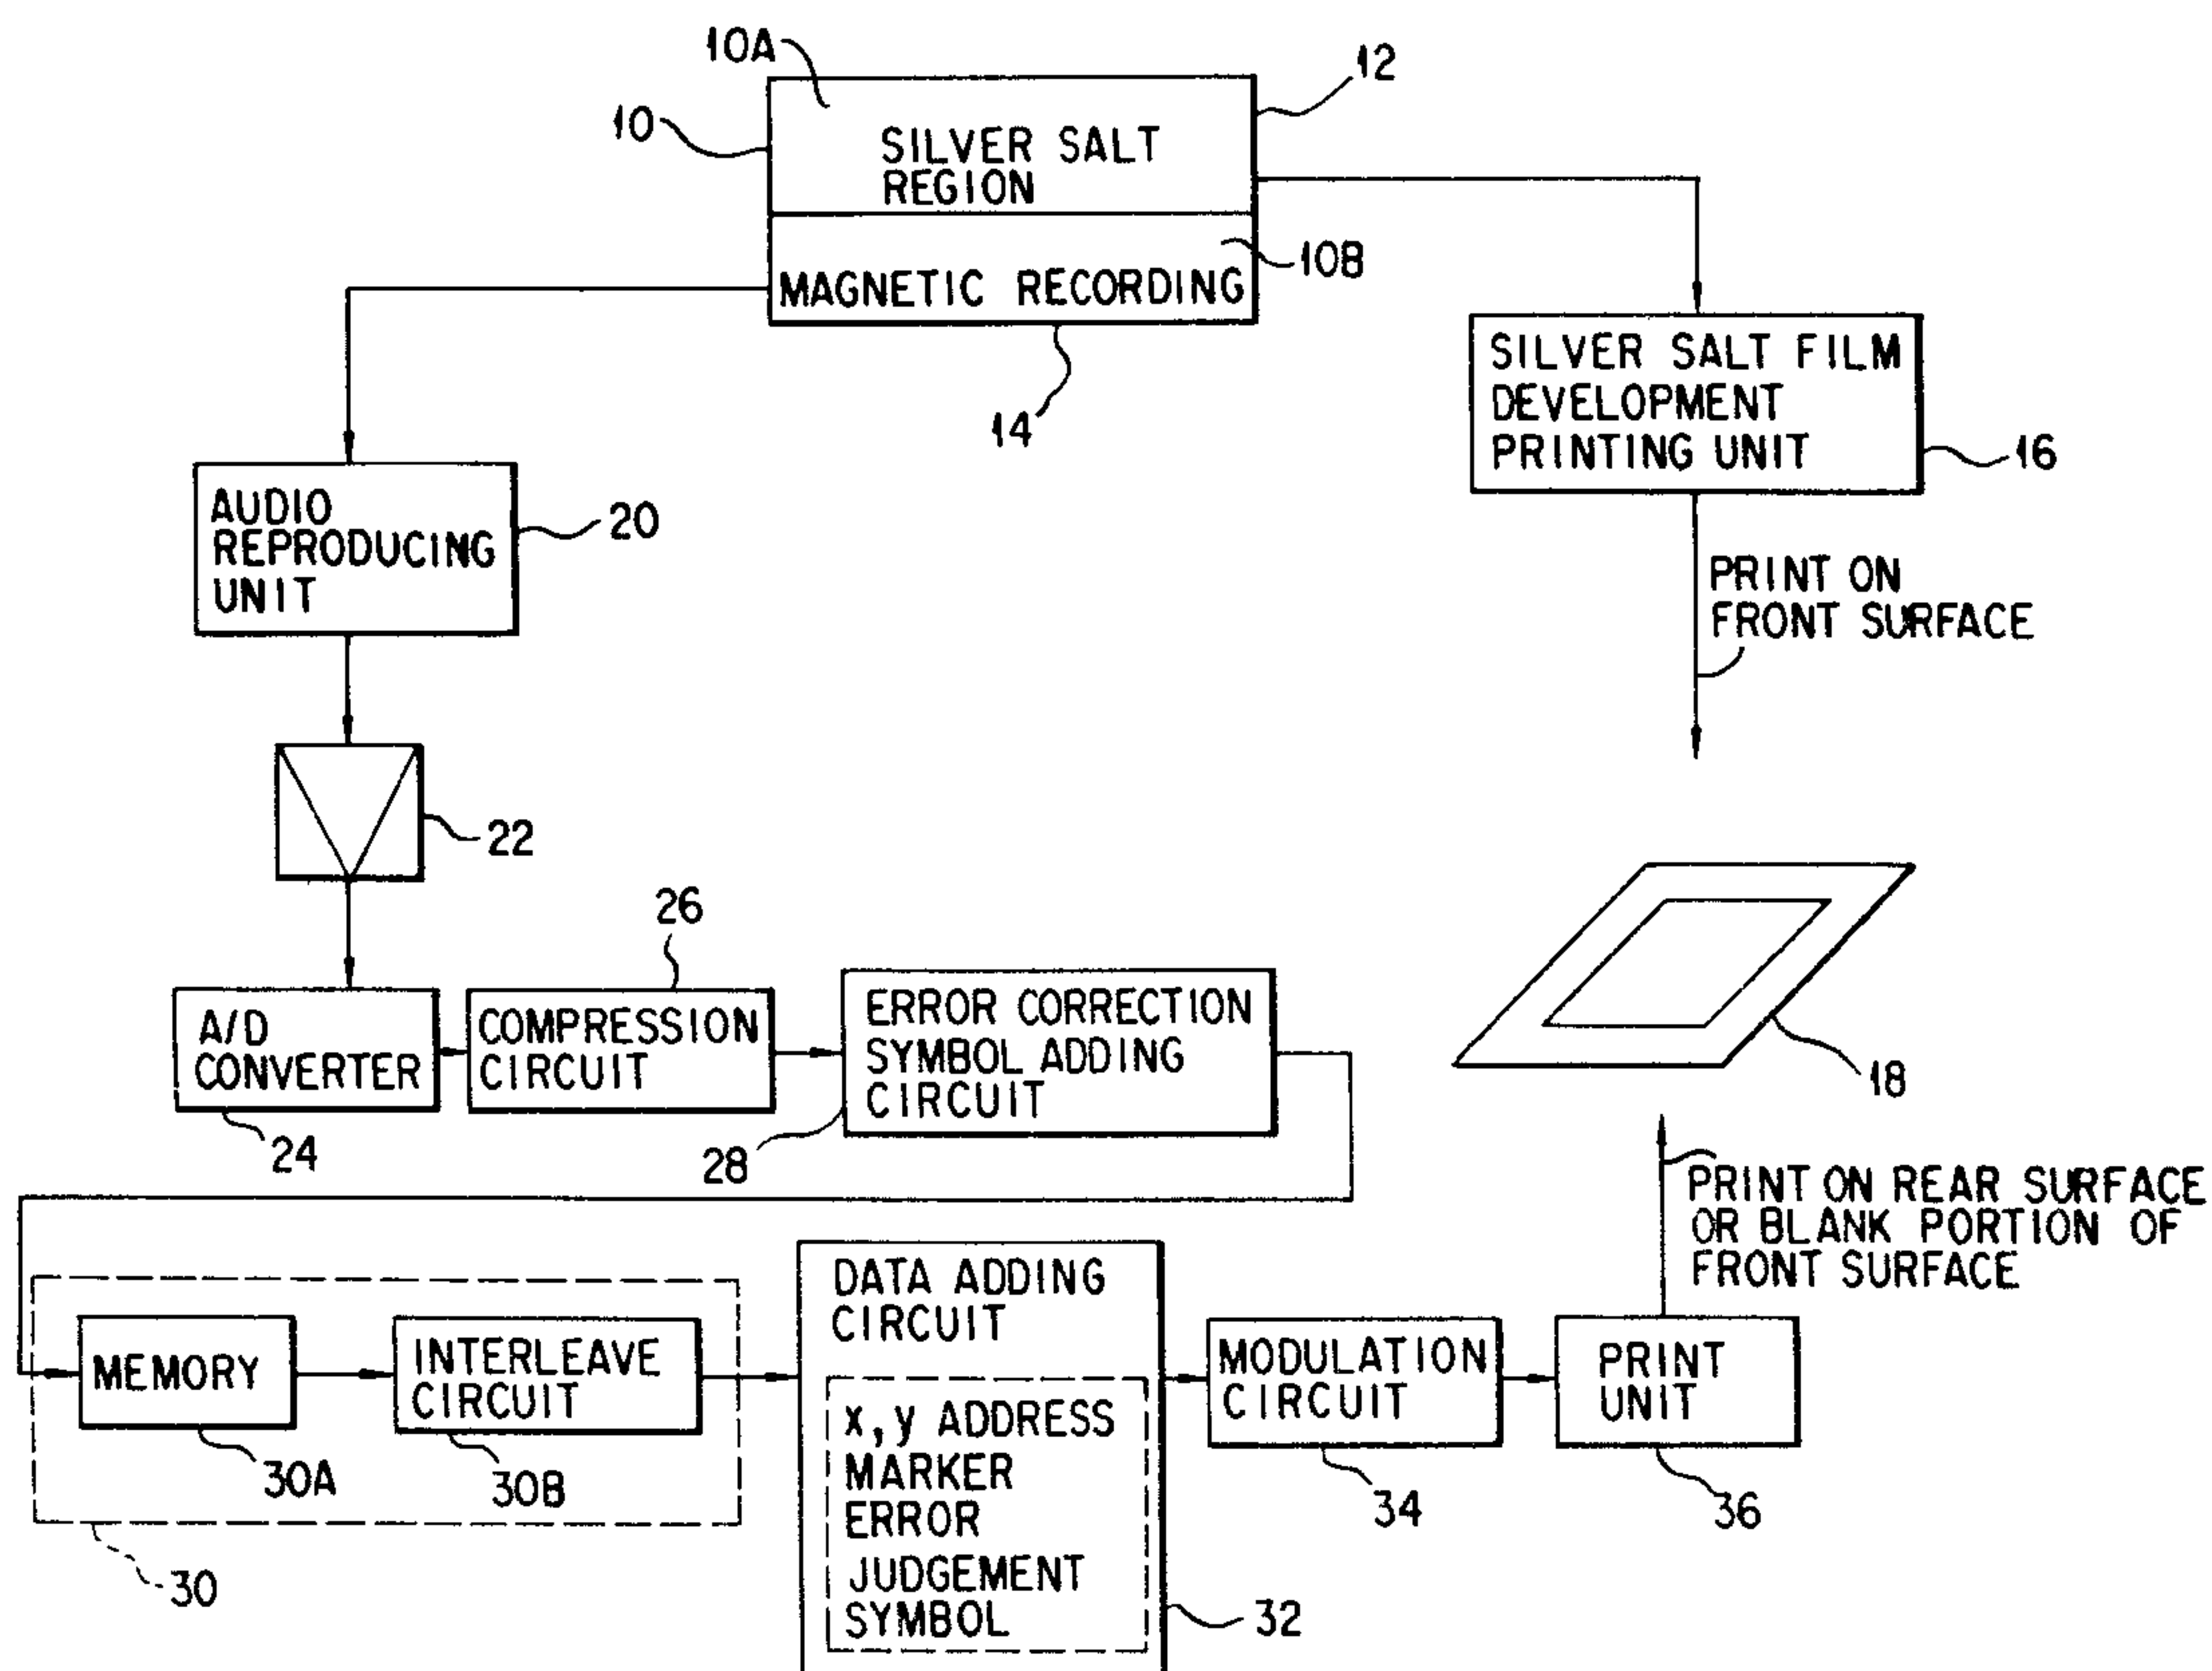 10A
12
10
SILVER SALT
REGION
10B
MAGNETIC RECORDING
14
SILVER SALT FILM
DEVELOPMENT
PRINTING UNIT
16
AUDIO
REPRODUCING
UNIT
20
PRINT ON
FRONT SURFACE
22
26
A/D
CONVERTER
24
COMPRESSION
CIRCUIT
ERROR CORRECTION
SYMBOL ADDING
CIRCUIT
28
18
PRINT ON REAR SURFACE
OR BLANK PORTION OF
FRONT SURFACE
MEMORY
30A
INTERLEAVE
CIRCUIT
30B
30
DATA ADDING
CIRCUIT
x,y ADDRESS
MARKER
ERROR
JUDGEMENT
SYMBOL
32
MODULATION
CIRCUIT
34
PRINT
UNIT
36